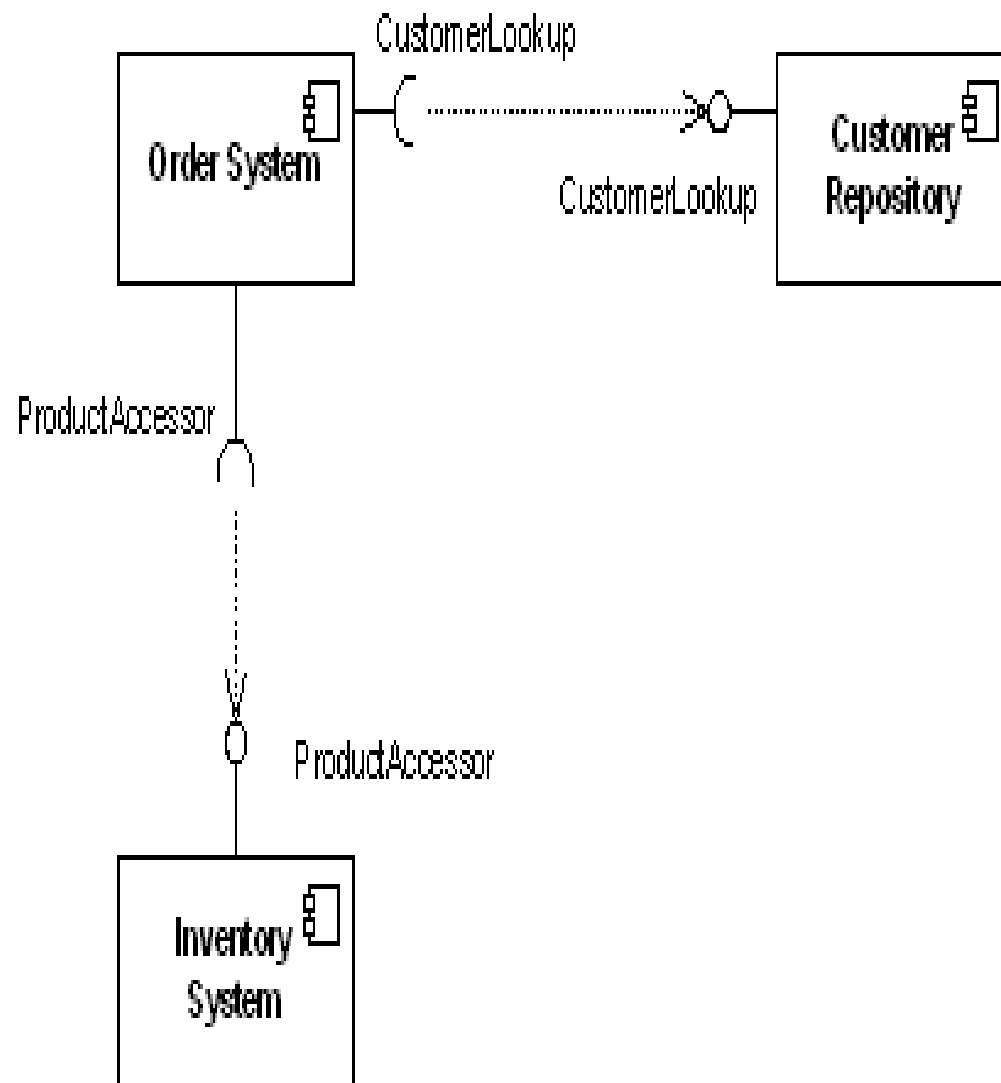 CustomerLookup
Order System
Customer
Repository
CustomerLookup
ProductAccessor
ProductAccessor
Inventory
System